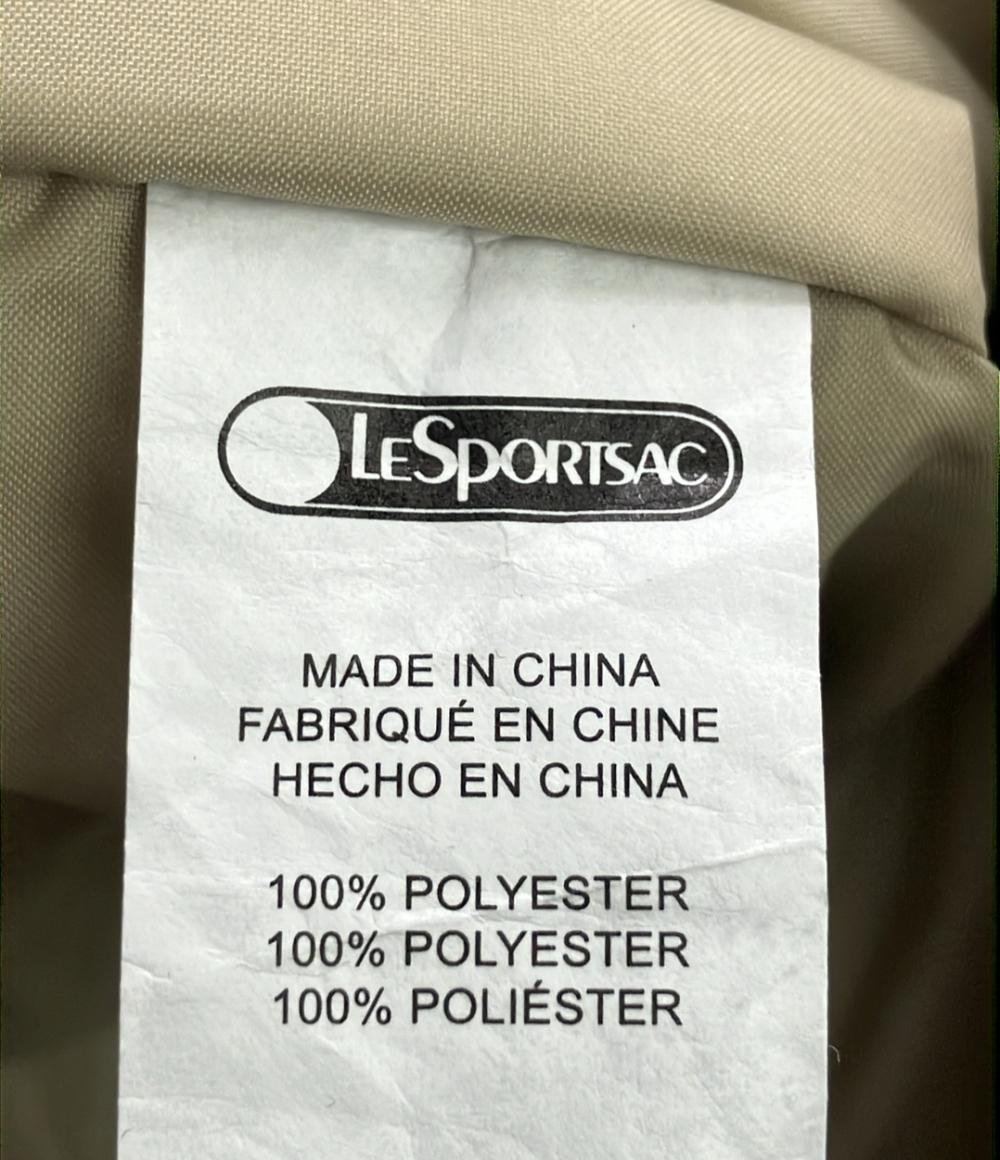 LESPORTSAC
MADE IN CHINA
FABRIQUÉ EN CHINE
HECHO EN CHINA
100% POLYESTER
100% POLYESTER
100% POLIÉSTER